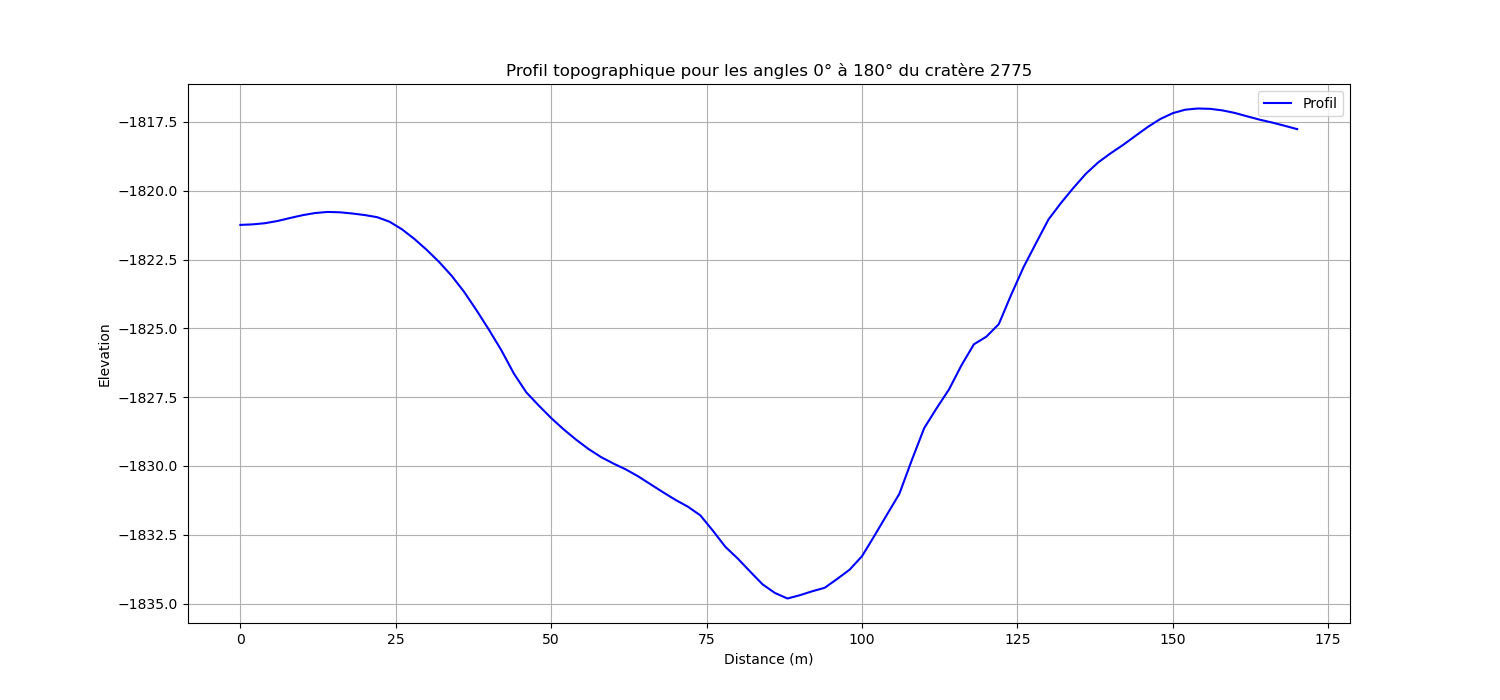 Profil topographique pour les angles 0° à 180° du cratère 2775
Profil
−1817.5
−1820.0
−1822.5
−1825.0
−1827.5
−1830.0
−1832.5
−1835.0
Elevation
0 25 50 75 100 125 150 175
Distance (m)